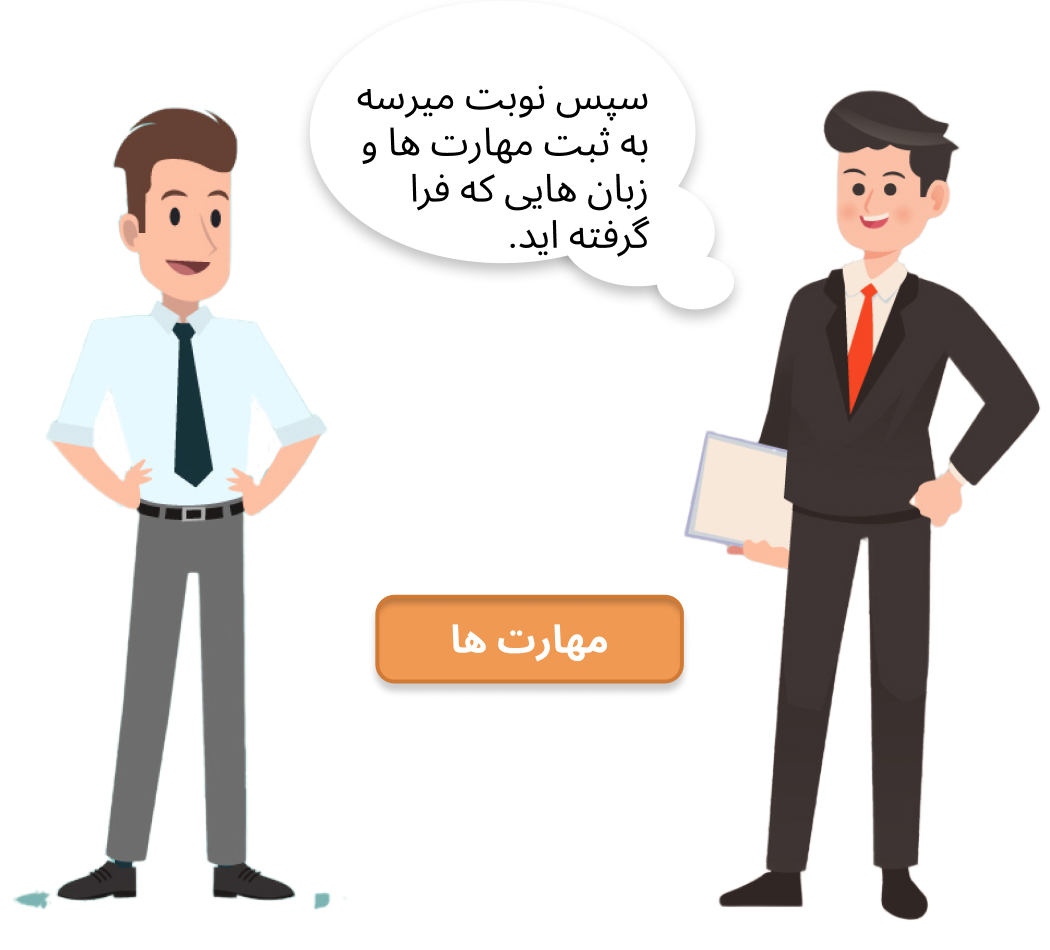 سپس نوبت میرسه
به ثبت مهارت ها و
زبان هایی که فرا
گرفته اید.
مهارت ها